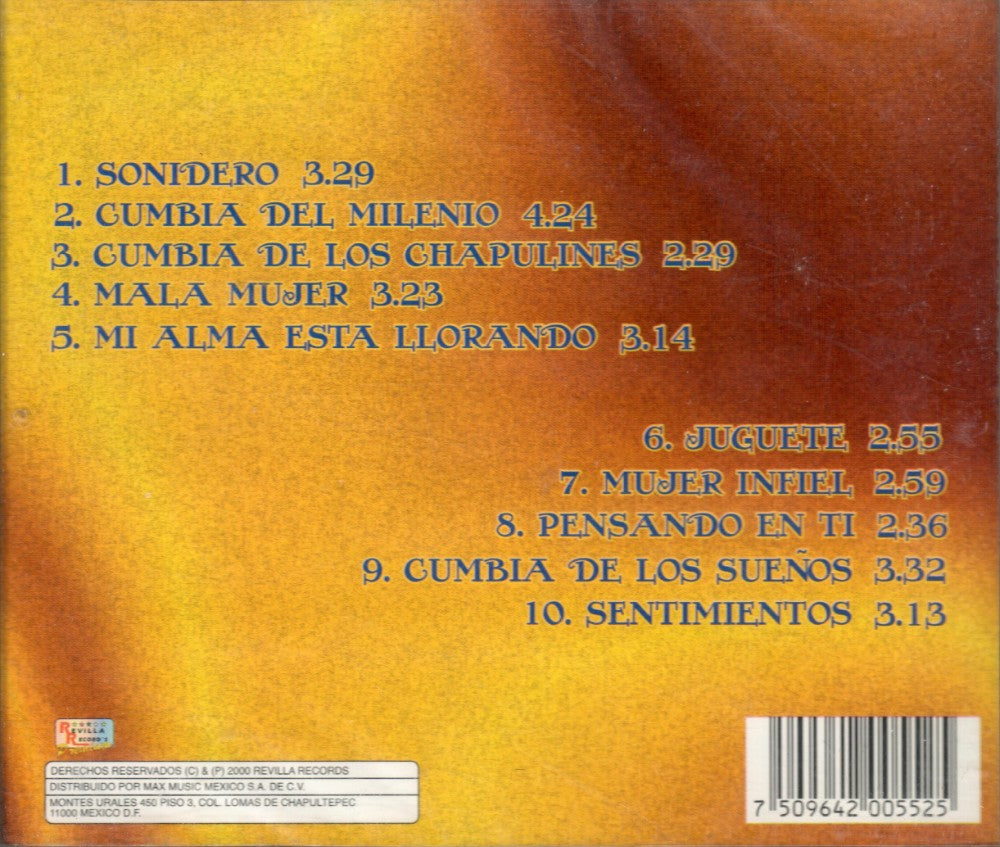 1. SONIDERO 3.29
2. CUMBIA DEL MILENIO 4.24
3. CUMBIA DE LOS CHAPULINES 2.29
4. MALA MUJER 3.23
5. MI ALMA ESTA LLORANDO 3.14
6. JUGUETE 2.55
7. MUJER INFIEL 2.59
8. PENSANDO EN TI 2.36
9. CUMBIA DE LOS SUEÑOS 3.32
10. SENTIMIENTOS 3.13
REVILLA
RECORD'S
DERECHOS RESERVADOS (C) & (P) 2000 REVILLA RECORDS
DISTRIBUIDO POR MAX MUSIC MEXICO S.A. DE C.V.
MONTES URALES 450 PISO 3, COL. LOMAS DE CHAPULTEPEC
11000 MEXICO D.F.
7 509642 005525